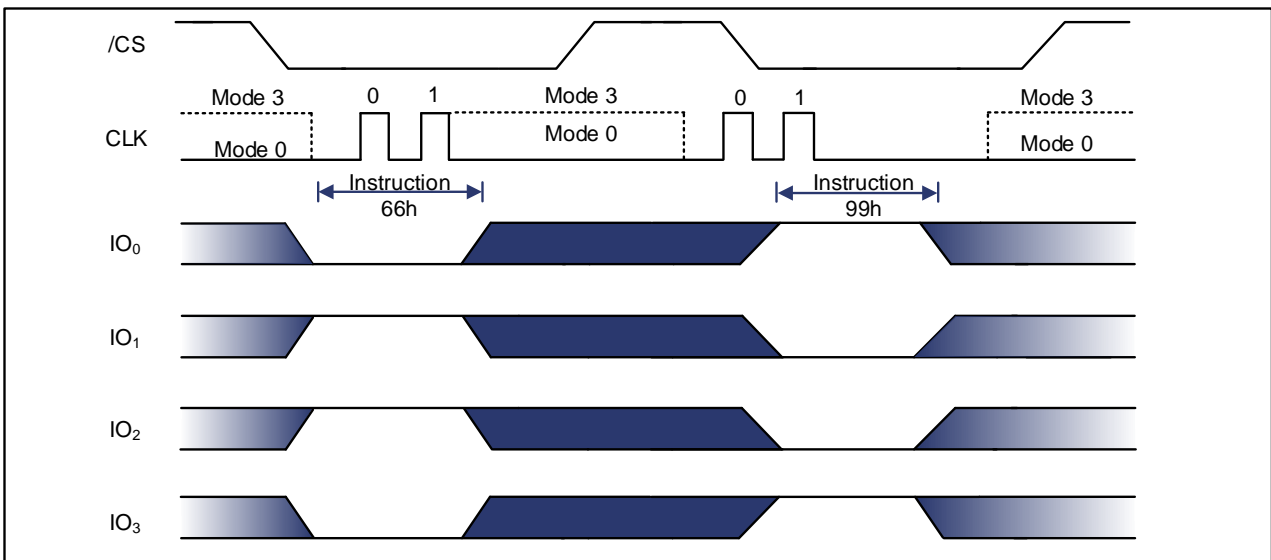 /CS
Mode 3 0 1 Mode 3 0 1 Mode 3
CLK Mode 0 Mode 0 Mode 0
Instruction Instruction
66h 99h
IO₀
IO₁
IO₂
IO₃